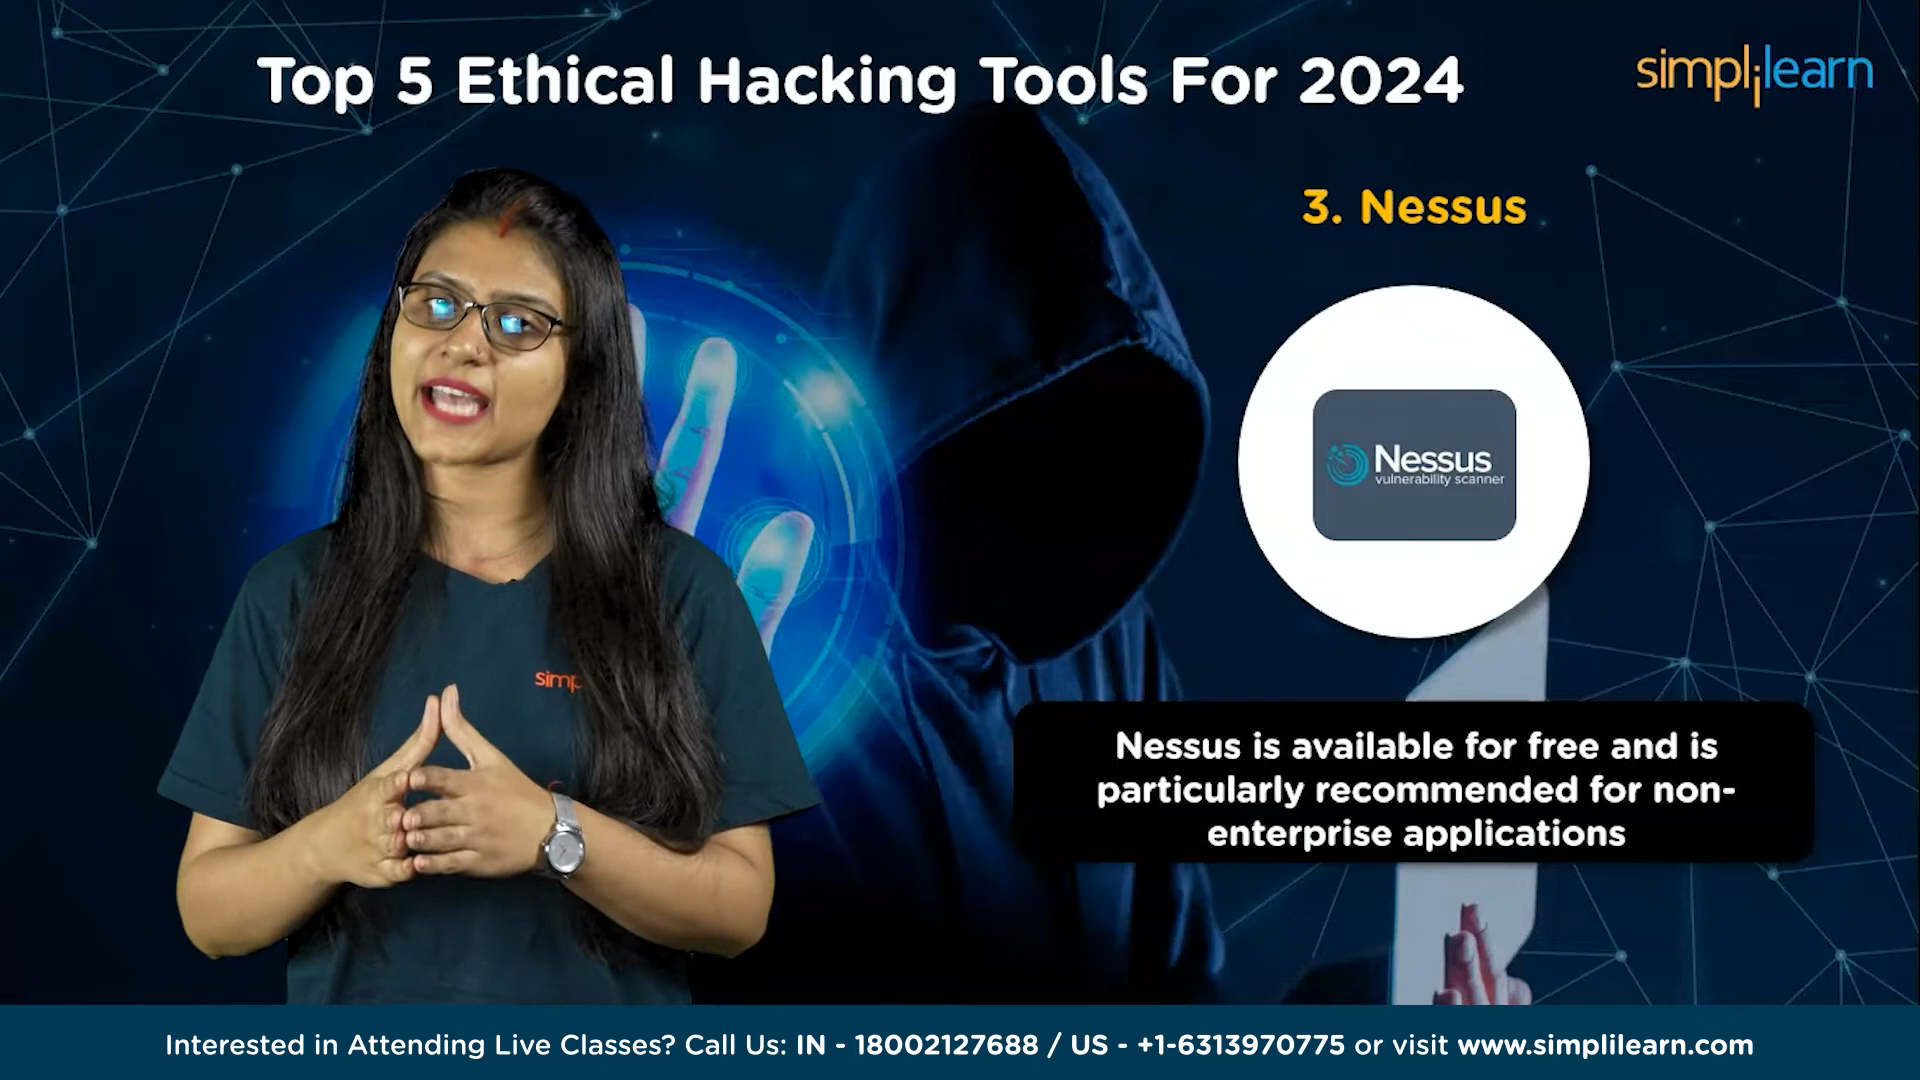 Top 5 Ethical Hacking Tools For 2024
simplilearn
3. Nessus
Nessus
vulnerability scanner
simp
Nessus is available for free and is
particularly recommended for non-
enterprise applications
Interested in Attending Live Classes? Call Us: IN - 18002127688 / US - +1-6313970775 or visit www.simplilearn.com